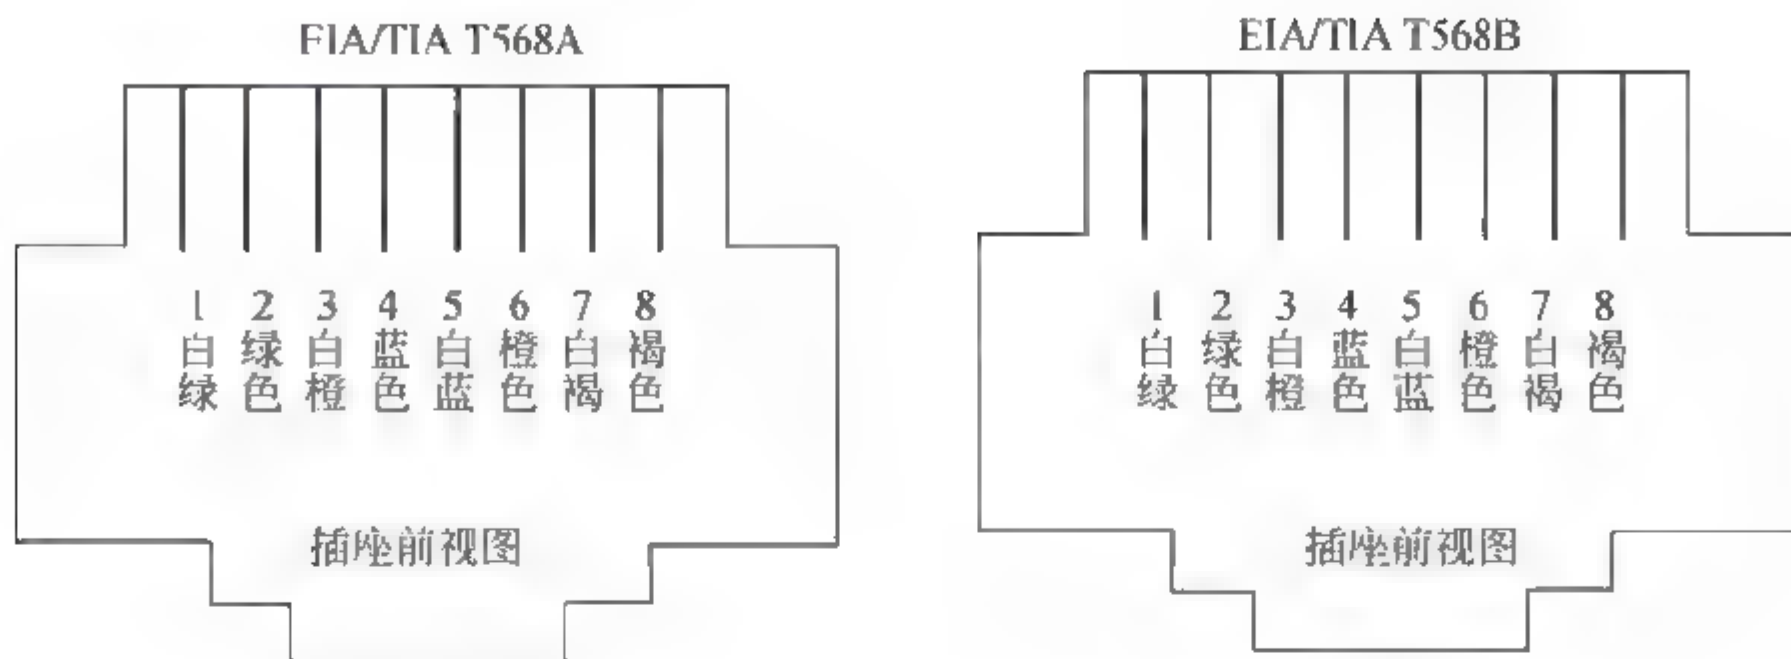 EIA/TIA T568A
1 2 3 4 5 6 7 8
白 绿 白 蓝 白 橙 白 褐
绿 色 橙 色 蓝 色 褐 色
插座前视图
EIA/TIA T568B
1 2 3 4 5 6 7 8
白 绿 白 蓝 白 橙 白 褐
绿 色 橙 色 蓝 色 褐 色
插座前视图